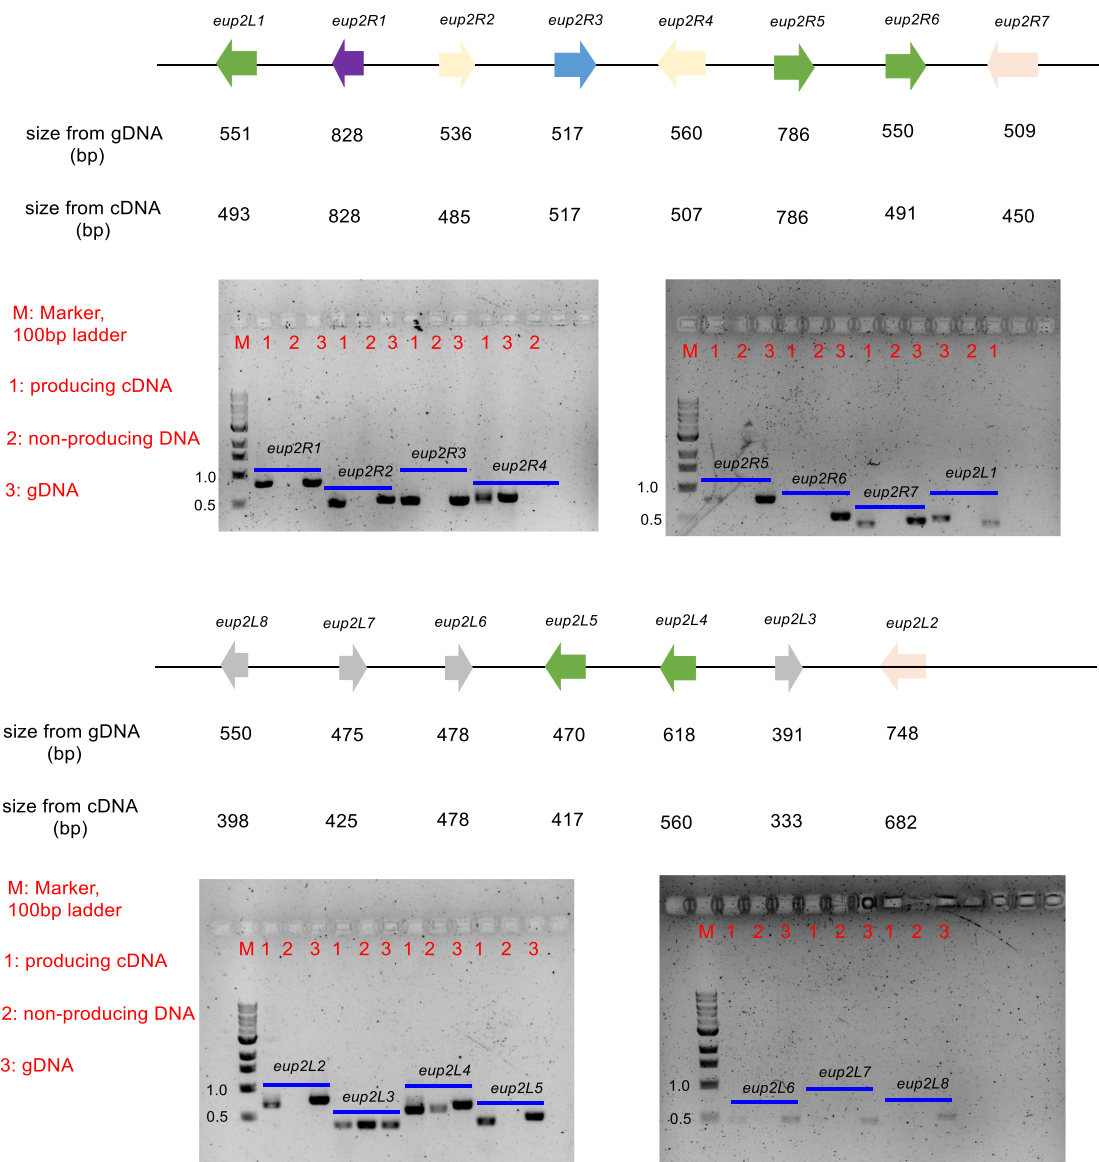 eup2L1 eup2R1 eup2R2 eup2R3 eup2R4 eup2R5 eup2R6 eup2R7
size from gDNA 551 828 536 517 560 786 550 509
(bp)
size from cDNA 493 828 485 517 507 786 491 450
(bp)
M: Marker,
100bp ladder
1: producing cDNA
2: non-producing DNA
3: gDNA
M 1 2 3 1 2 3 1 2 3 1 3 2
eup2R1 eup2R2 eup2R3 eup2R4
1.0
0.5
M 1 2 3 1 2 3 1 2 3 3 2 1
eup2R5 eup2R6 eup2R7 eup2L1
1.0
0.5
eup2L8 eup2L7 eup2L6 eup2L5 eup2L4 eup2L3 eup2L2
size from gDNA 550 475 478 470 618 391 748
(bp)
size from cDNA 398 425 478 417 560 333 682
(bp)
M: Marker,
100bp ladder
1: producing cDNA
2: non-producing DNA
3: gDNA
M 1 2 3 1 2 3 1 2 3 1 2 3
eup2L2 eup2L3 eup2L4 eup2L5
1.0
0.5
M 1 2 3 1 2 3 1 2 3
eup2L6 eup2L7 eup2L8
1.0
0.5